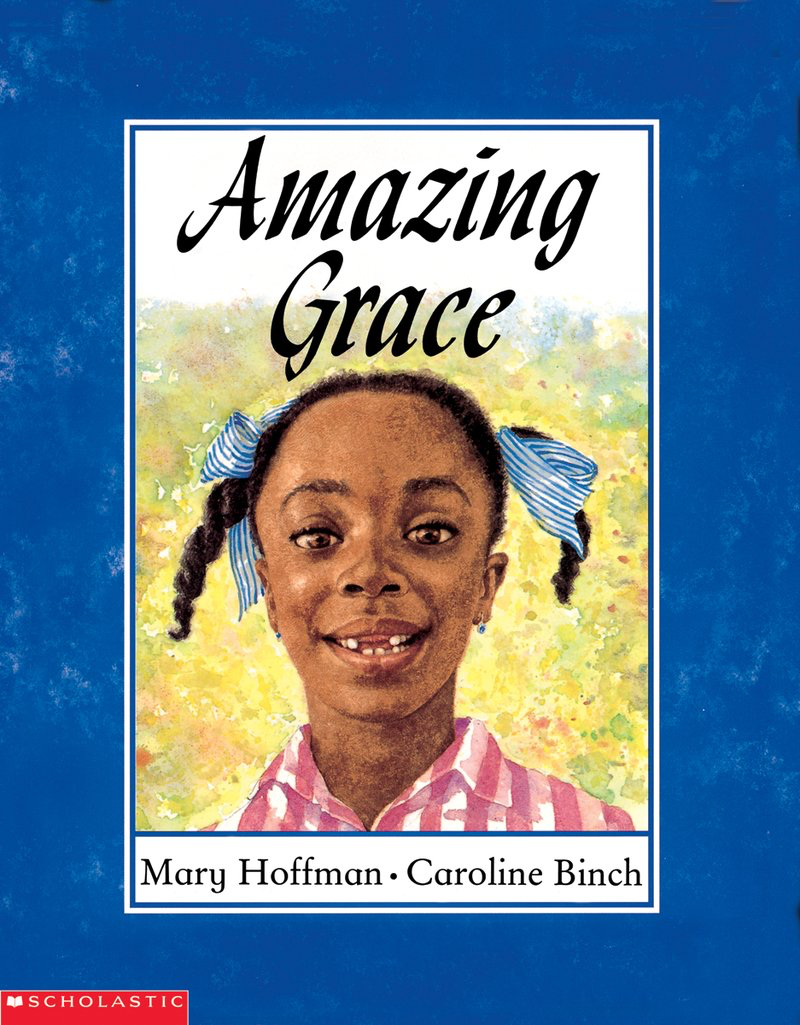 Amazing
Grace
Mary Hoffman • Caroline Binch
SCHOLASTIC